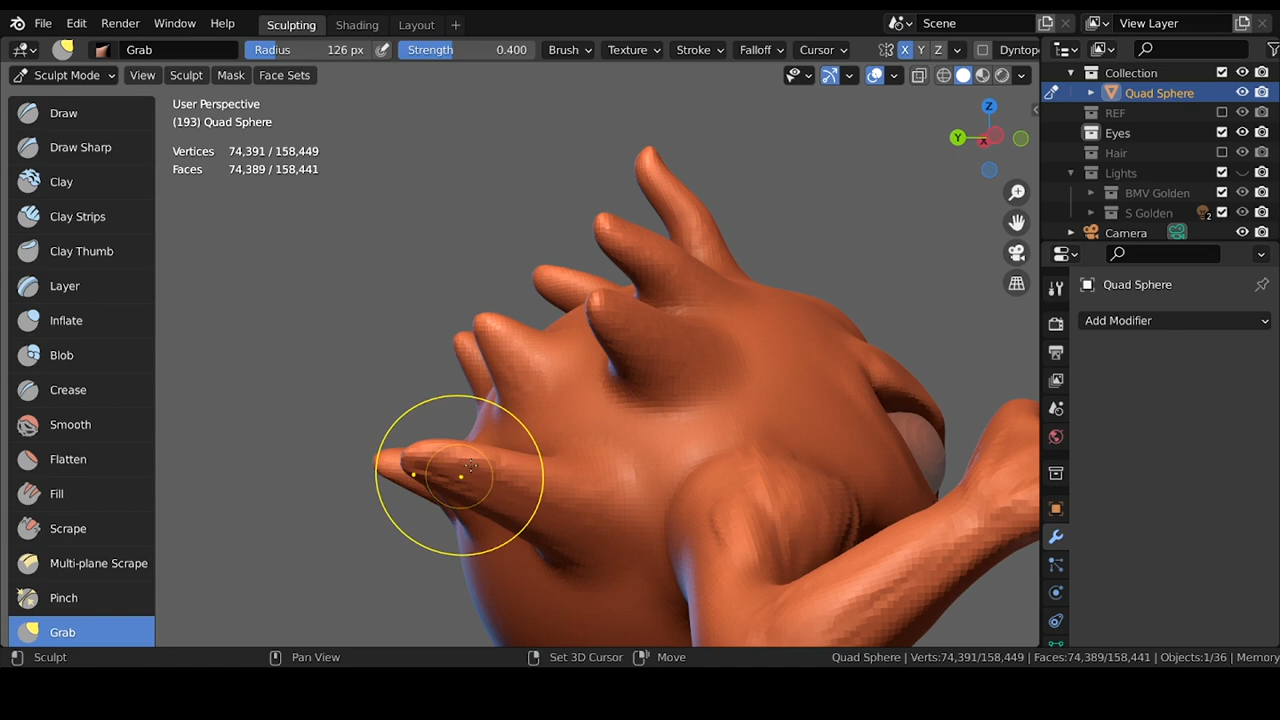 File Edit Render Window Help Sculpting Shading Layout + Scene View Layer
Grab Radius 126 px Strength 0.400 Brush Texture Stroke Falloff Cursor X Y Z Dyntop
Sculpt Mode View Sculpt Mask Face Sets
User Perspective
(193) Quad Sphere
Vertices 74,391 / 158,449
Faces 74,389 / 158,441
Z
Y
X
Draw
Draw Sharp
Clay
Clay Strips
Clay Thumb
Layer
Inflate
Blob
Crease
Smooth
Flatten
Fill
Scrape
Multi-plane Scrape
Pinch
Grab
Collection
Quad Sphere
REF
Eyes
Hair
Lights
BMV Golden
S Golden 2
Camera
Quad Sphere
Add Modifier
Sculpt Pan View Set 3D Cursor Move Quad Sphere | Verts:74,391/158,449 | Faces:74,389/158,441 | Objects:1/36 | Memory